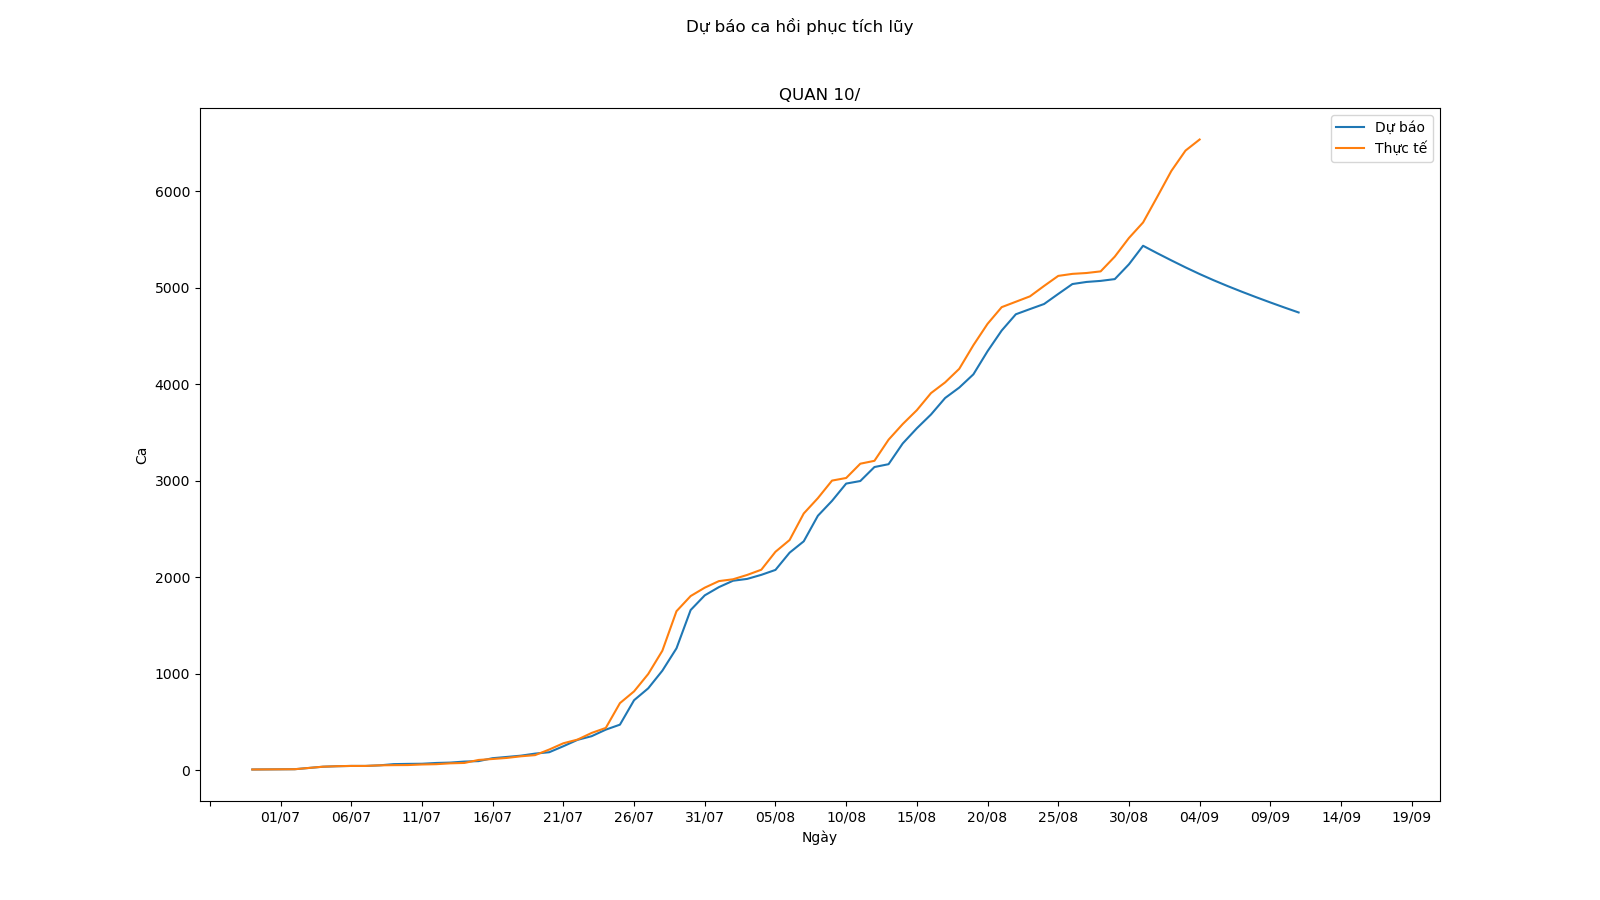 Dự báo ca hồi phục tích lũy
QUAN 10/
Dự báo
Thực tế
6000
5000
4000
3000
2000
1000
0
Ca
01/07 06/07 11/07 16/07 21/07 26/07 31/07 05/08 10/08 15/08 20/08 25/08 30/08 04/09 09/09 14/09 19/09
Ngày